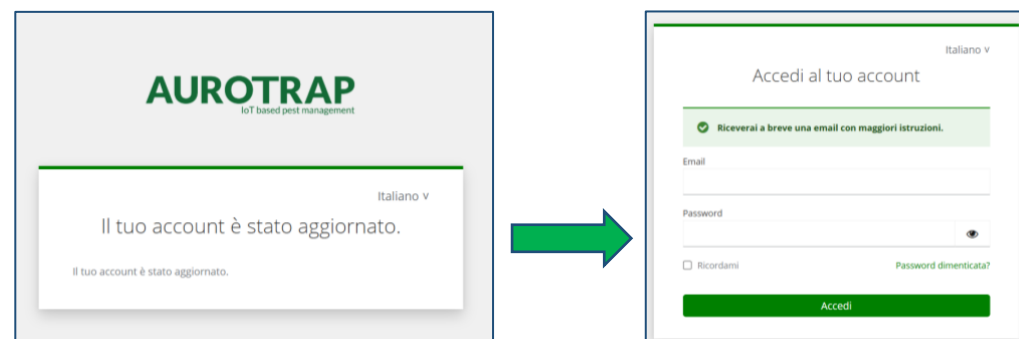 AUROTRAP
IoT based pest management
Italiano v
Il tuo account è stato aggiornato.
Il tuo account è stato aggiornato.
Italiano v
Accedi al tuo account
Riceverai a breve una email con maggiori istruzioni.
Email
Password
Ricordami Password dimenticata?
Accedi